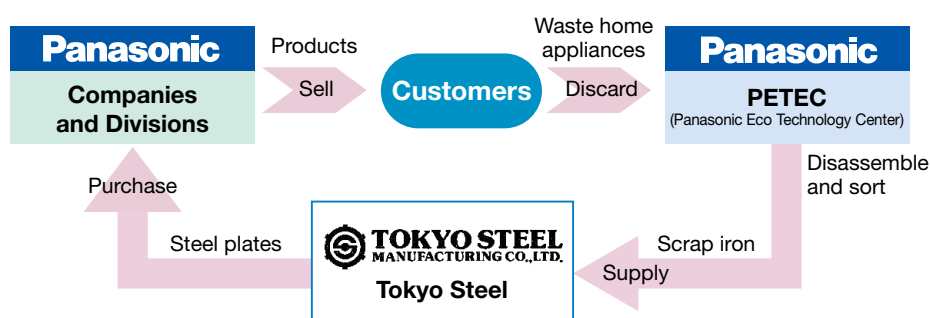 Panasonic
Companies
and Divisions
Products
Sell
Customers
Waste home
appliances
Discard
Panasonic
PETEC
(Panasonic Eco Technology Center)
Disassemble
and sort
Scrap iron
Supply
TOKYO STEEL
MANUFACTURING CO.,LTD.
Tokyo Steel
Steel plates
Purchase